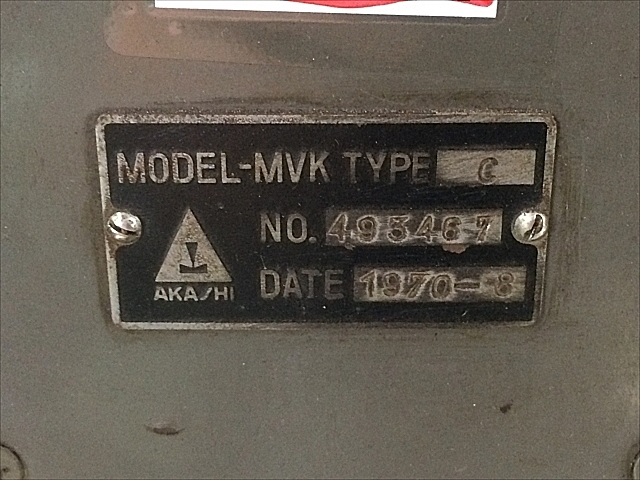 MODEL-MVK TYPE C
NO. 493467
AKASHI
DATE 1970-8